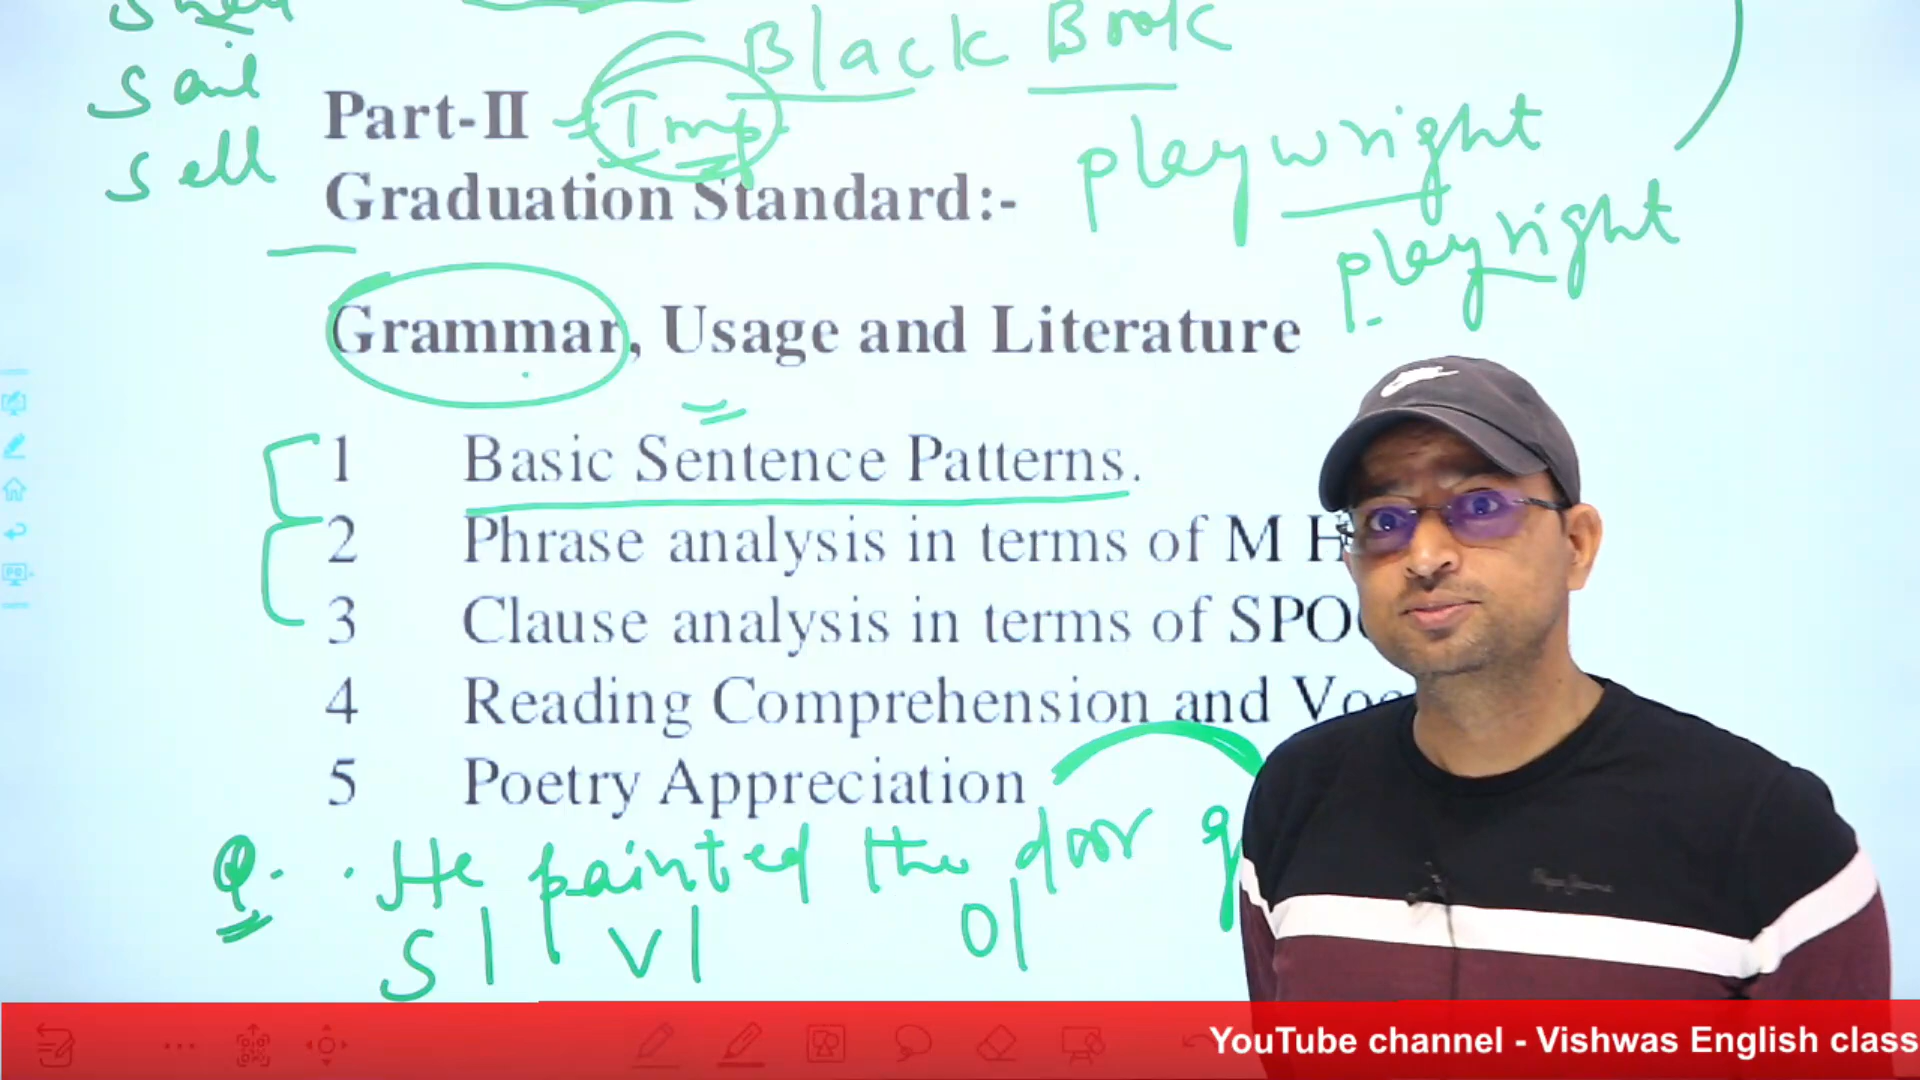 Sail
Sell
Black Book
Part-II Imp
playwright
Graduation Standard:-
playright
Grammar, Usage and Literature
1 Basic Sentence Patterns.
2 Phrase analysis in terms of M H
3 Clause analysis in terms of SPO
4 Reading Comprehension and Voc
5 Poetry Appreciation
Q. He painted the door g
S V O
YouTube channel - Vishwas English class